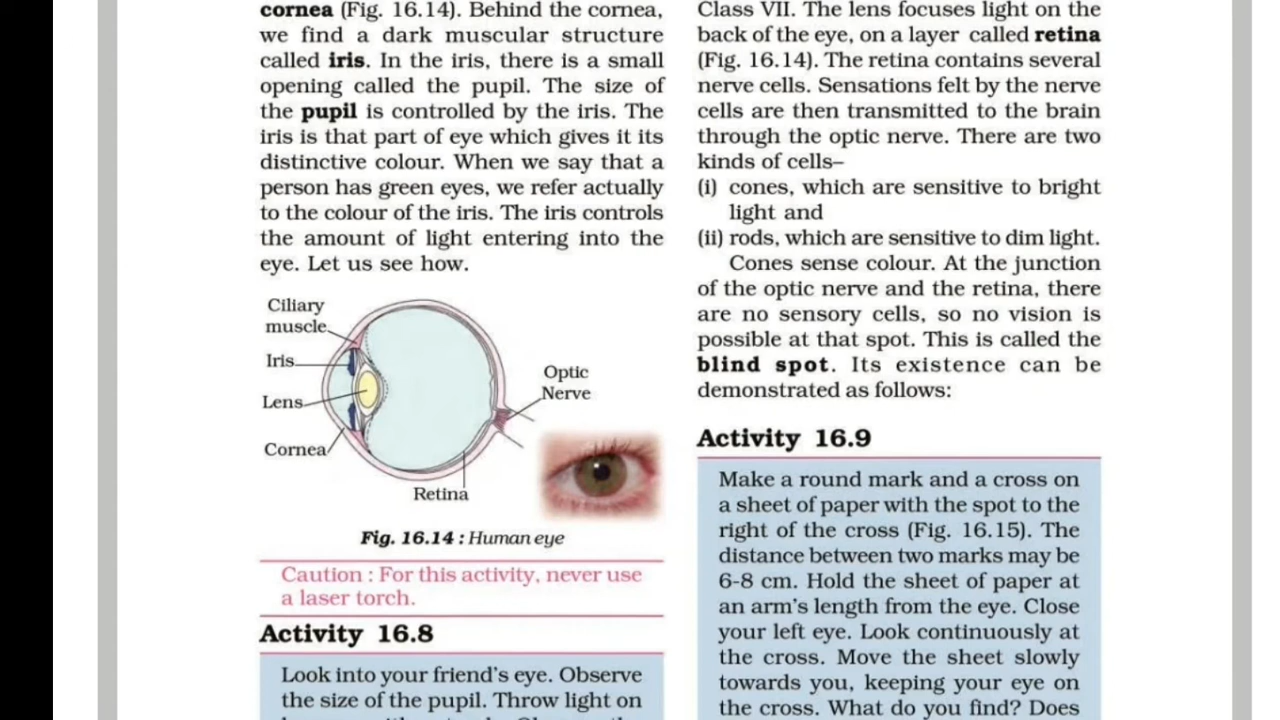 cornea (Fig. 16.14). Behind the cornea,
we find a dark muscular structure
called iris. In the iris, there is a small
opening called the pupil. The size of
the pupil is controlled by the iris. The
iris is that part of eye which gives it its
distinctive colour. When we say that a
person has green eyes, we refer actually
to the colour of the iris. The iris controls
the amount of light entering into the
eye. Let us see how.
Ciliary
muscle
Iris
Lens
Cornea
Retina
Optic
Nerve
Fig. 16.14 : Human eye
Caution : For this activity, never use
a laser torch.
Activity 16.8
Look into your friend's eye. Observe
the size of the pupil. Throw light on
Class VII. The lens focuses light on the
back of the eye, on a layer called retina
(Fig. 16.14). The retina contains several
nerve cells. Sensations felt by the nerve
cells are then transmitted to the brain
through the optic nerve. There are two
kinds of cells–
(i) cones, which are sensitive to bright
light and
(ii) rods, which are sensitive to dim light.
Cones sense colour. At the junction
of the optic nerve and the retina, there
are no sensory cells, so no vision is
possible at that spot. This is called the
blind spot. Its existence can be
demonstrated as follows:
Activity 16.9
Make a round mark and a cross on
a sheet of paper with the spot to the
right of the cross (Fig. 16.15). The
distance between two marks may be
6-8 cm. Hold the sheet of paper at
an arm's length from the eye. Close
your left eye. Look continuously at
the cross. Move the sheet slowly
towards you, keeping your eye on
the cross. What do you find? Does